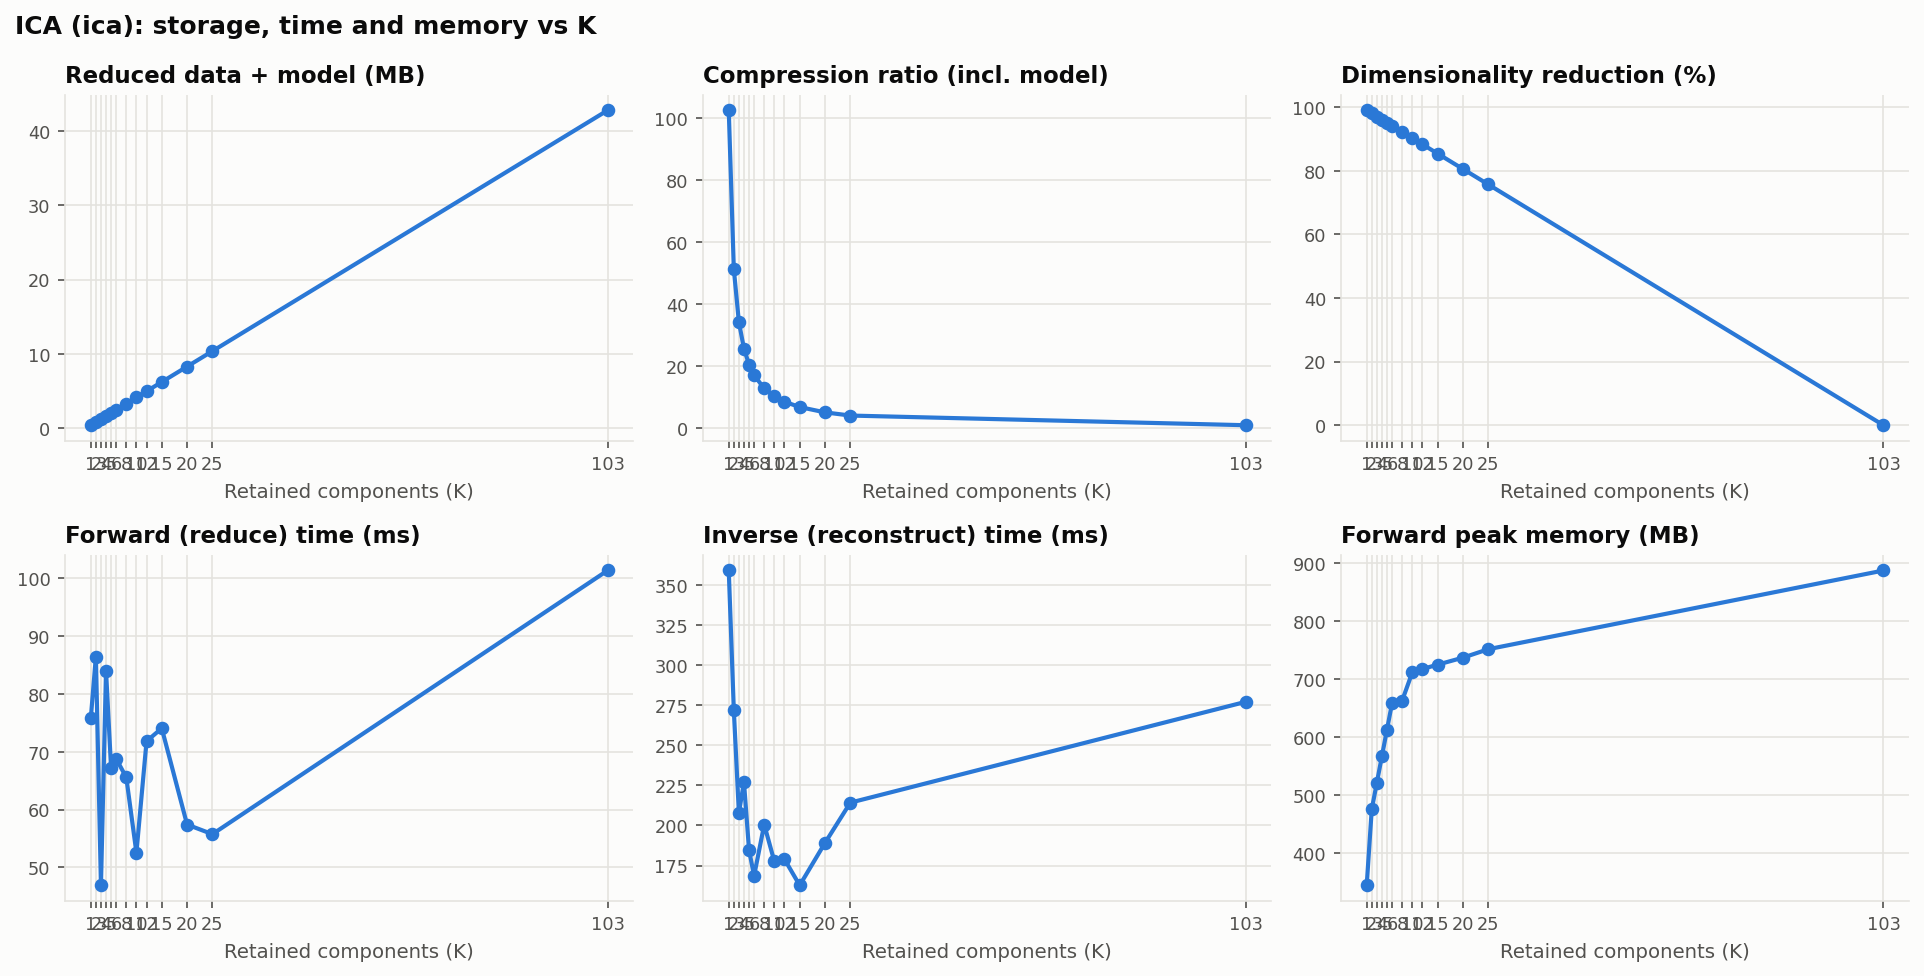 ICA (ica): storage, time and memory vs K
Reduced data + model (MB)
40
30
20
10
0
20 25 103
Retained components (K)
Compression ratio (incl. model)
100
80
60
40
20
0
20 25 103
Retained components (K)
Dimensionality reduction (%)
100
80
60
40
20
0
20 25 103
Retained components (K)
Forward (reduce) time (ms)
100
90
80
70
60
50
20 25 103
Retained components (K)
Inverse (reconstruct) time (ms)
350
325
300
275
250
225
200
175
20 25 103
Retained components (K)
Forward peak memory (MB)
900
800
700
600
500
400
20 25 103
Retained components (K)